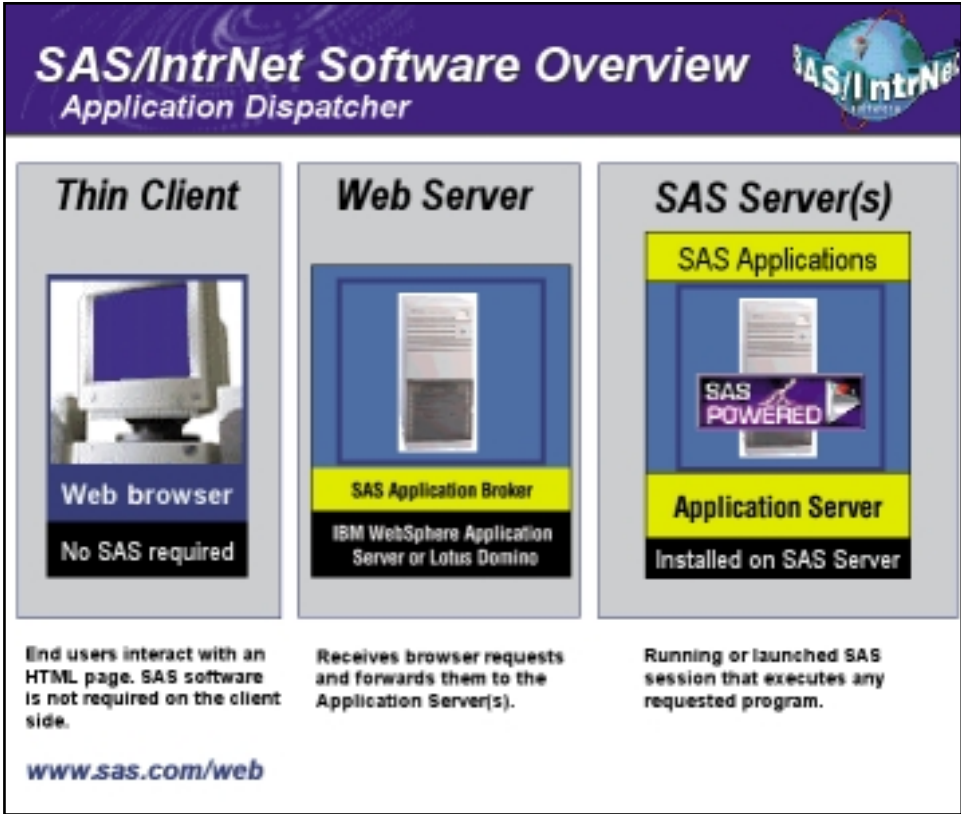 SAS/IntrNet Software Overview
Application Dispatcher
SAS/IntrNet
software
Thin Client
Web browser
No SAS required
End users interact with an
HTML page. SAS software
is not required on the client
side.
Web Server
SAS Application Broker
IBM WebSphere Application
Server or Lotus Domino
Receives browser requests
and forwards them to the
Application Server(s).
SAS Server(s)
SAS Applications
SAS
POWERED
Application Server
Installed on SAS Server
Running or launched SAS
session that executes any
requested program.
www.sas.com/web